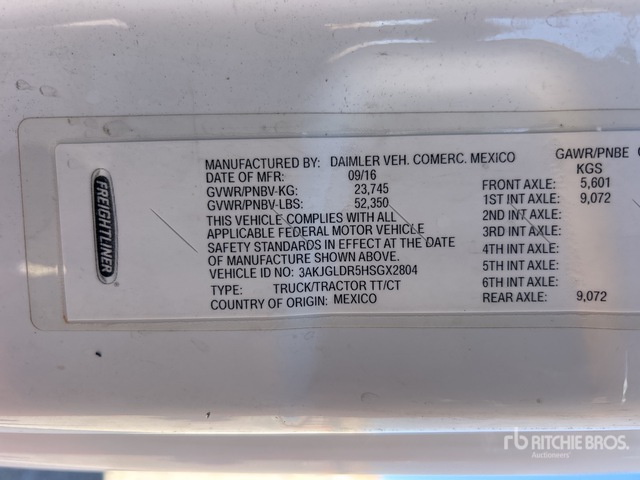 FREIGHTLINER
MANUFACTURED BY: DAIMLER VEH. COMERC. MEXICO
DATE OF MFR: 09/16
GVWR/PNBV-KG: 23,745
GVWR/PNBV-LBS: 52,350
THIS VEHICLE COMPLIES WITH ALL
APPLICABLE FEDERAL MOTOR VEHICLE
SAFETY STANDARDS IN EFFECT AT THE DATE
OF MANUFACTURE SHOWN ABOVE.
VEHICLE ID NO: 3AKJGLDR5HSGX2804
TYPE: TRUCK/TRACTOR TT/CT
COUNTRY OF ORIGIN: MEXICO
GAWR/PNBE
KGS
FRONT AXLE: 5,601
1ST INT AXLE: 9,072
2ND INT AXLE:
3RD INT AXLE:
4TH INT AXLE:
5TH INT AXLE:
6TH INT AXLE:
REAR AXLE: 9,072
rb RITCHIE BROS.
Auctioneers